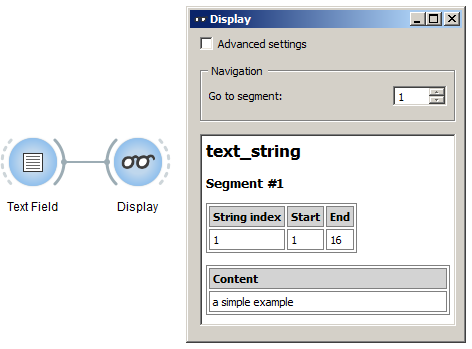 Text Field
Display
Display
Advanced settings
Navigation
Go to segment:
1
text_string
Segment #1
String index Start End
1 1 16
Content
a simple example